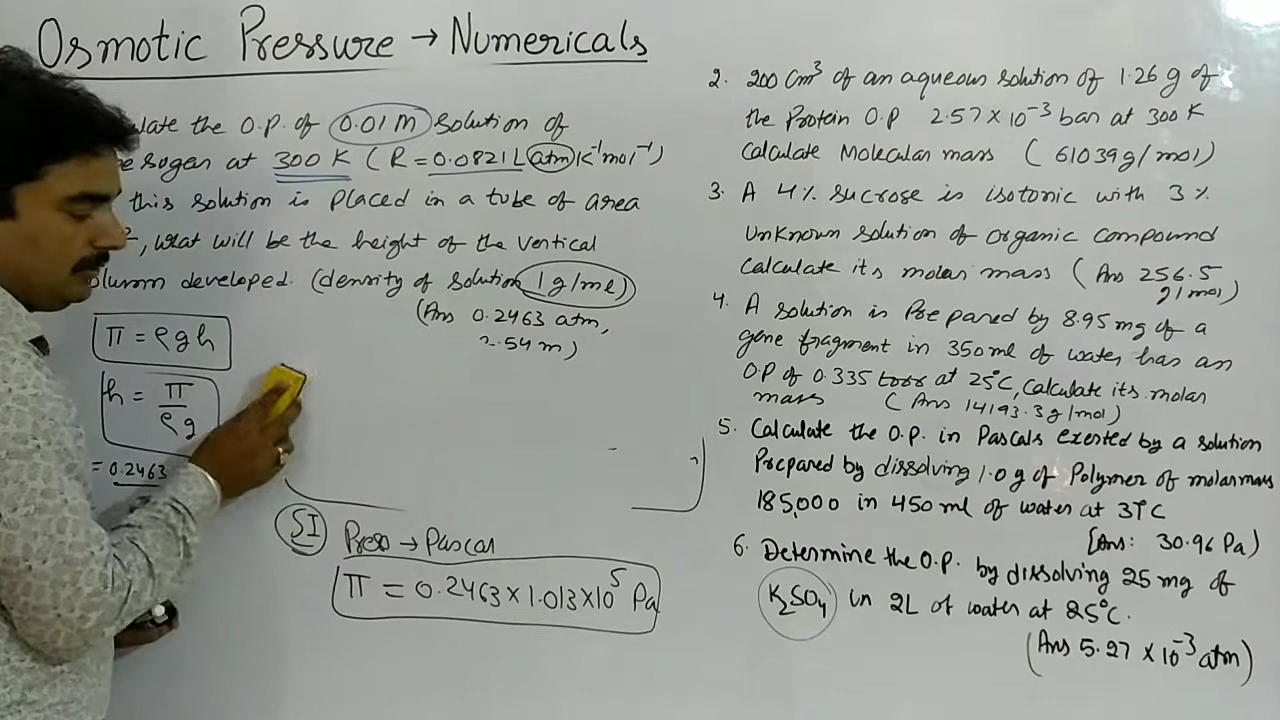 Osmotic Pressure → Numericals
late the O.P. of 0.01 M Solution of
e sugar at 300 K ( R = 0.0821 L atm K⁻¹ mol⁻¹)
this solution is placed in a tube of area
², what will be the height of the vertical
olumn developed. (density of solution 1 g/ml)
(Ans 0.2463 atm,
2.54 m)
π = ρgh
h = π/ρg
= 0.2463
SI
Press → Pascal
π = 0.2463 × 1.013 × 10⁵ Pa
2. 200 Cm³ of an aqueous solution of 1.26 g of
the Protein O.P 2.57 × 10⁻³ bar at 300 K
Calculate Molecular mass ( 61039 g/mol)
3. A 4% Sucrose is isotonic with 3%
Unknown solution of organic compound
Calculate its molar mass ( Ans 256.5
g/mol)
4. A solution is Prepared by 8.95 mg of a
gene fragment in 350 ml of water has an
O.P of 0.335 torr at 25°C, Calculate its molar
mass ( Ans 14193.3 g/mol)
5. Calculate the O.P. in Pascals exerted by a solution
Prepared by dissolving 1.0 g of Polymer of molar mass
185,000 in 450 ml of water at 37°C
[Ans: 30.96 Pa)
6. Determine the O.P. by dissolving 25 mg of
K₂SO₄ in 2L of water at 25°C.
(Ans 5.27 × 10⁻³ atm)